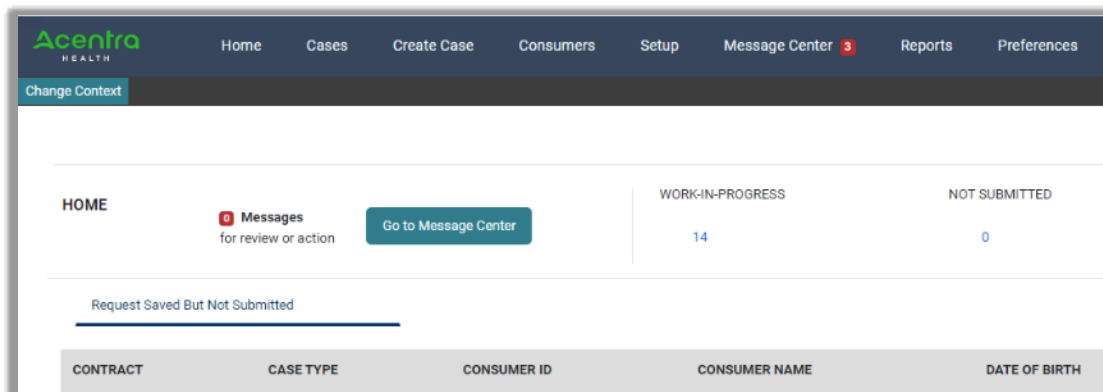 Acentra
HEALTH
Home Cases Create Case Consumers Setup Message Center 3 Reports Preferences
Change Context
HOME
0 Messages
for review or action
Go to Message Center
WORK-IN-PROGRESS
14
NOT SUBMITTED
0
Request Saved But Not Submitted
CONTRACT CASE TYPE CONSUMER ID CONSUMER NAME DATE OF BIRTH